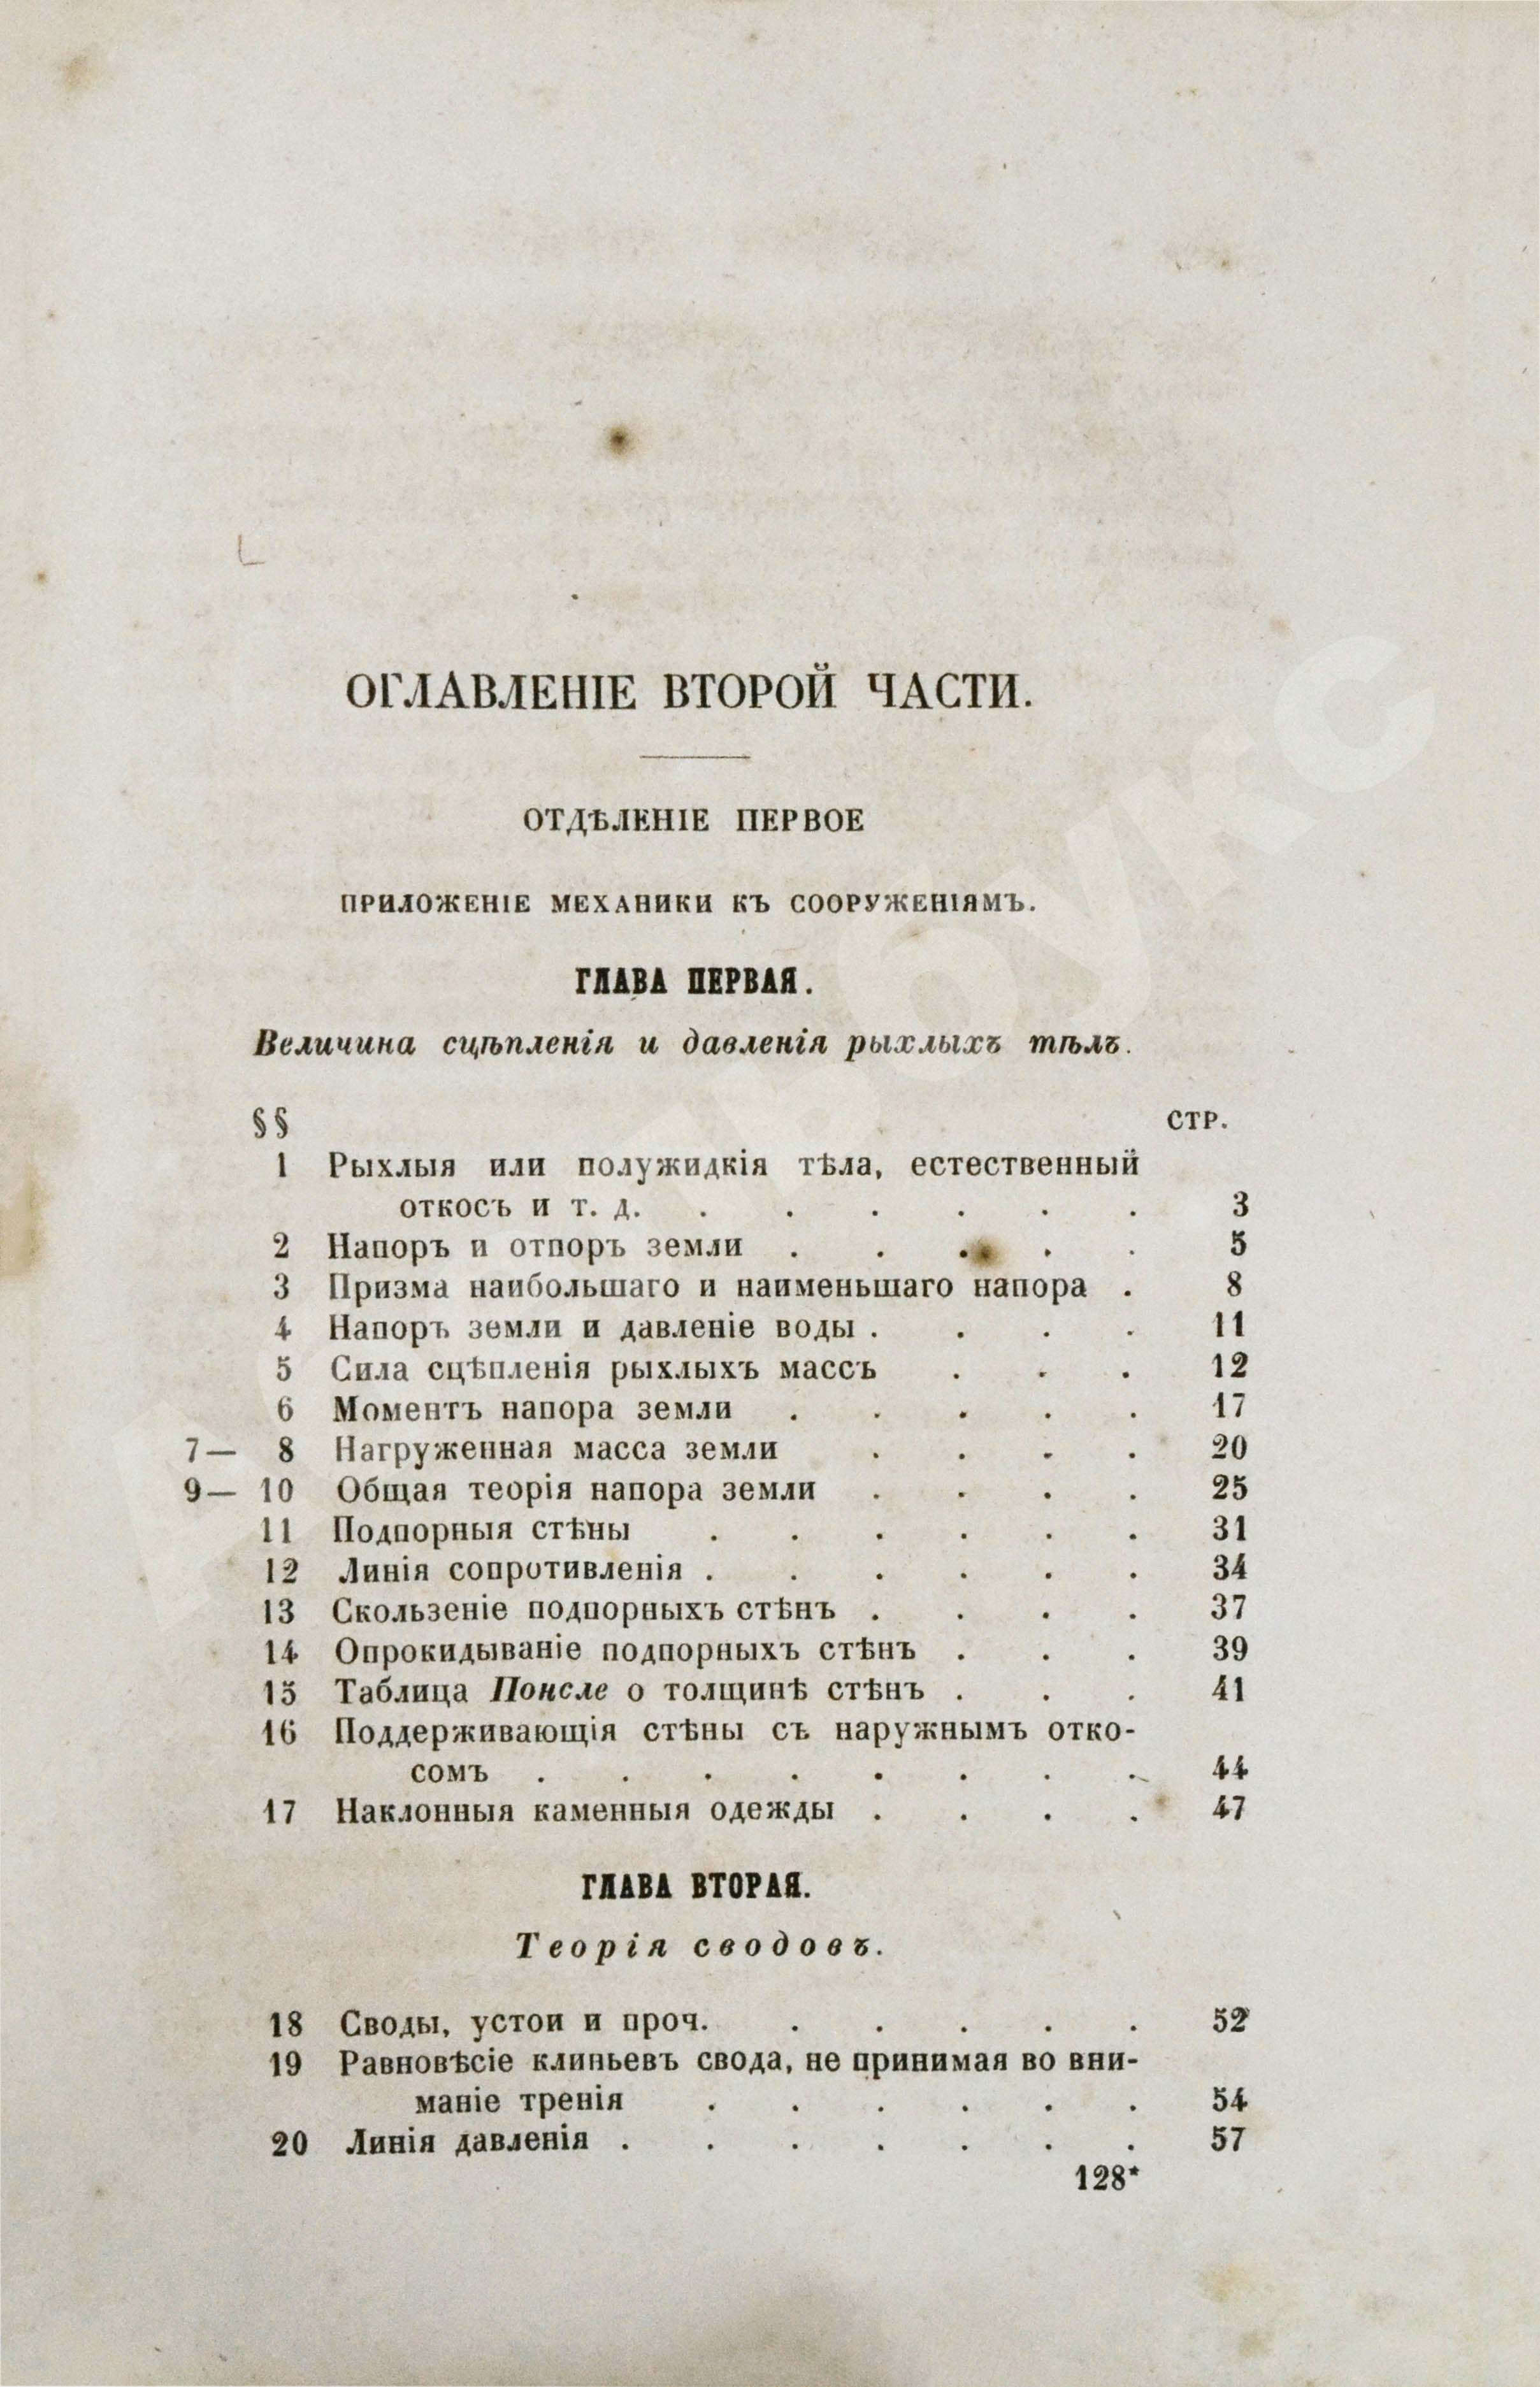 ОГЛАВЛЕНІЕ ВТОРОЙ ЧАСТИ.
ОТДѢЛЕНІЕ ПЕРВОЕ
ПРИЛОЖЕНІЕ МЕХАНИКИ КЪ СООРУЖЕНІЯМЪ.
ГЛАВА ПЕРВАЯ.
Величина сцѣпленія и давленія рыхлыхъ тѣлъ.
§§ СТР.
1 Рыхлыя или полужидкія тѣла, естественный
откосъ и т. д. . . . . . . 3
2 Напоръ и отпоръ земли . . . . . 5
3 Призма наибольшаго и наименьшаго напора . 8
4 Напоръ земли и давленіе воды . . . . 11
5 Сила сцѣпленія рыхлыхъ массъ . . . 12
6 Моментъ напора земли . . . . . 17
7— 8 Нагруженная масса земли . . . . 20
9— 10 Общая теорія напора земли . . . . 25
11 Подпорныя стѣны . . . . . . 31
12 Линія сопротивленія . . . . . . 34
13 Скользеніе подпорныхъ стѣнъ . . . . 37
14 Опрокидываніе подпорныхъ стѣнъ . . . 39
15 Таблица Понсле о толщинѣ стѣнъ . . . 41
16 Поддерживающія стѣны съ наружнымъ отко-
сомъ . . . . . . . . 44
17 Наклонныя каменныя одежды . . . . 47
ГЛАВА ВТОРАЯ.
Теорія сводовъ.
18 Своды, устои и проч. . . . . . 52
19 Равновѣсіе клиньевъ свода, не принимая во вни-
маніе тренія . . . . . . 54
20 Линія давленія . . . . . . . 57
128*